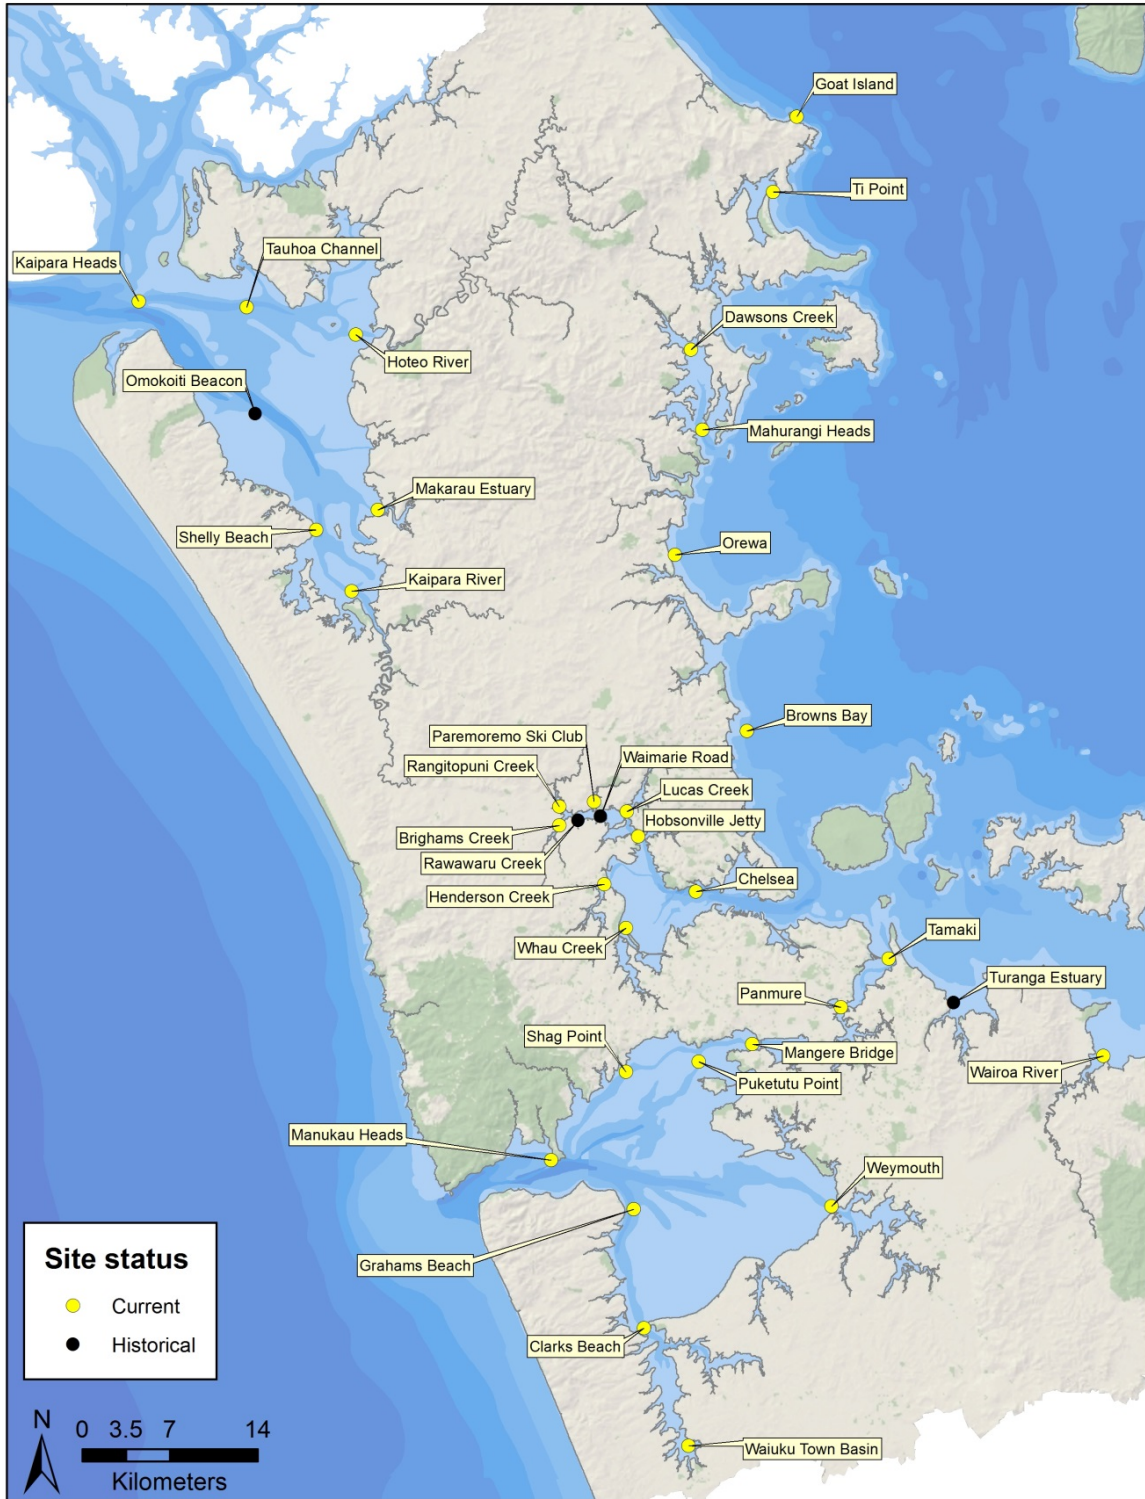 Goat Island
Ti Point
Tauhoa Channel
Kaipara Heads
Dawsons Creek
Hoteo River
Omokoiti Beacon
Mahurangi Heads
Makarau Estuary
Shelly Beach
Orewa
Kaipara River
Browns Bay
Paremoremo Ski Club
Waimarie Road
Rangitopuni Creek
Lucas Creek
Hobsonville Jetty
Brighams Creek
Rawawaru Creek
Chelsea
Henderson Creek
Whau Creek
Tamaki
Turanga Estuary
Panmure
Shag Point
Mangere Bridge
Wairoa River
Puketutu Point
Manukau Heads
Weymouth
Grahams Beach
Clarks Beach
Waiuku Town Basin
Site status
Current
Historical
N
0 3.5 7 14
Kilometers